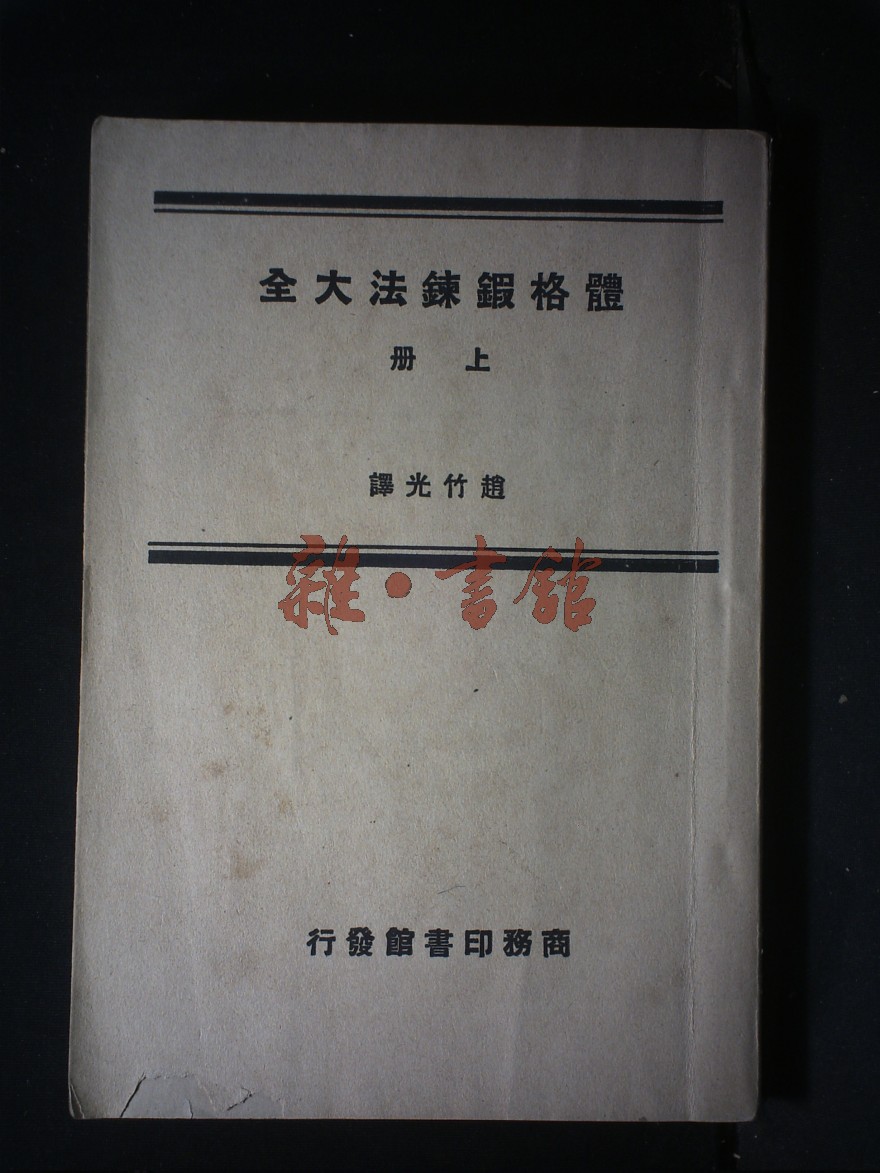 體格鍜鍊法大全
上冊
趙竹光譯
雜·書館
商務印書館發行